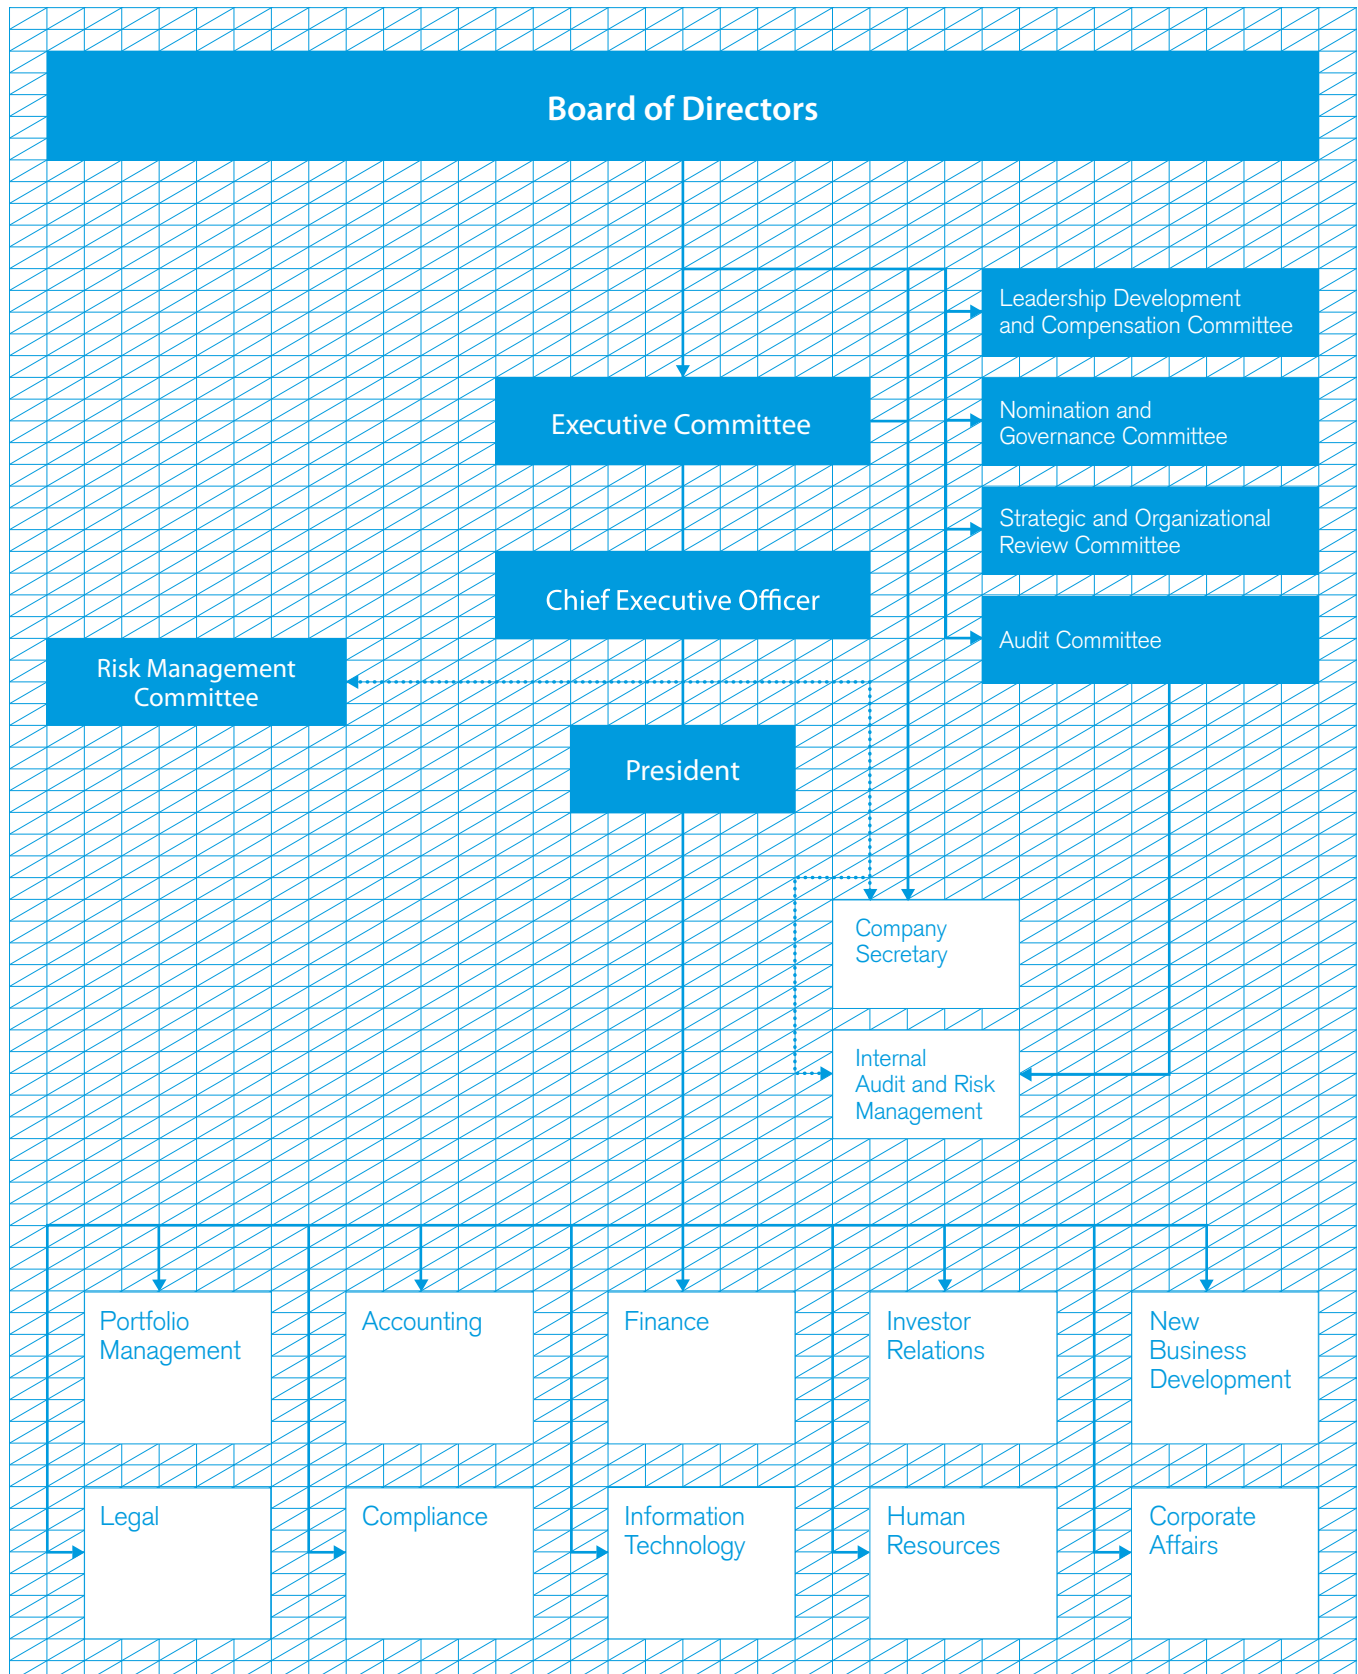 Board of Directors
Leadership Development
and Compensation Committee
Executive Committee
Nomination and
Governance Committee
Strategic and Organizational
Review Committee
Chief Executive Officer
Audit Committee
Risk Management
Committee
President
Company
Secretary
Internal
Audit and Risk
Management
Portfolio
Management
Accounting
Finance
Investor
Relations
New
Business
Development
Legal
Compliance
Information
Technology
Human
Resources
Corporate
Affairs